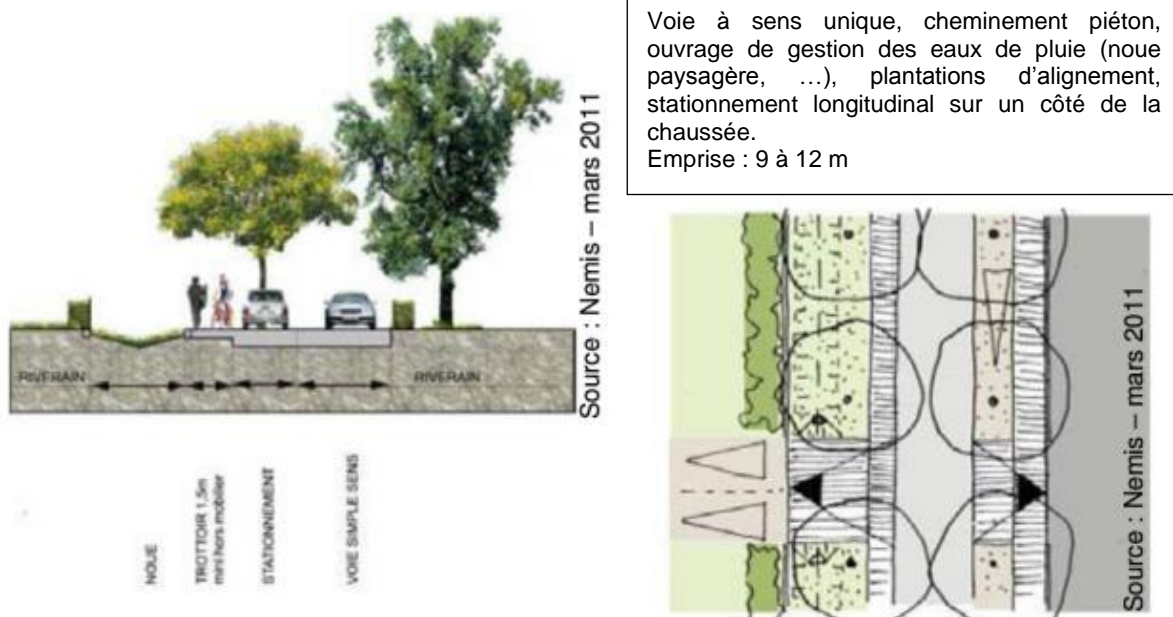 Voie à sens unique, cheminement piéton,
ouvrage de gestion des eaux de pluie (noue
paysagère, …), plantations d'alignement,
stationnement longitudinal sur un côté de la
chaussée.
Emprise : 9 à 12 m
Source : Nemis – mars 2011
RIVERAIN
RIVERAIN
NOUE
TROTTOIR 1,5m
mini hors mobilier
STATIONNEMENT
VOIE SIMPLE SENS
Source : Nemis – mars 2011